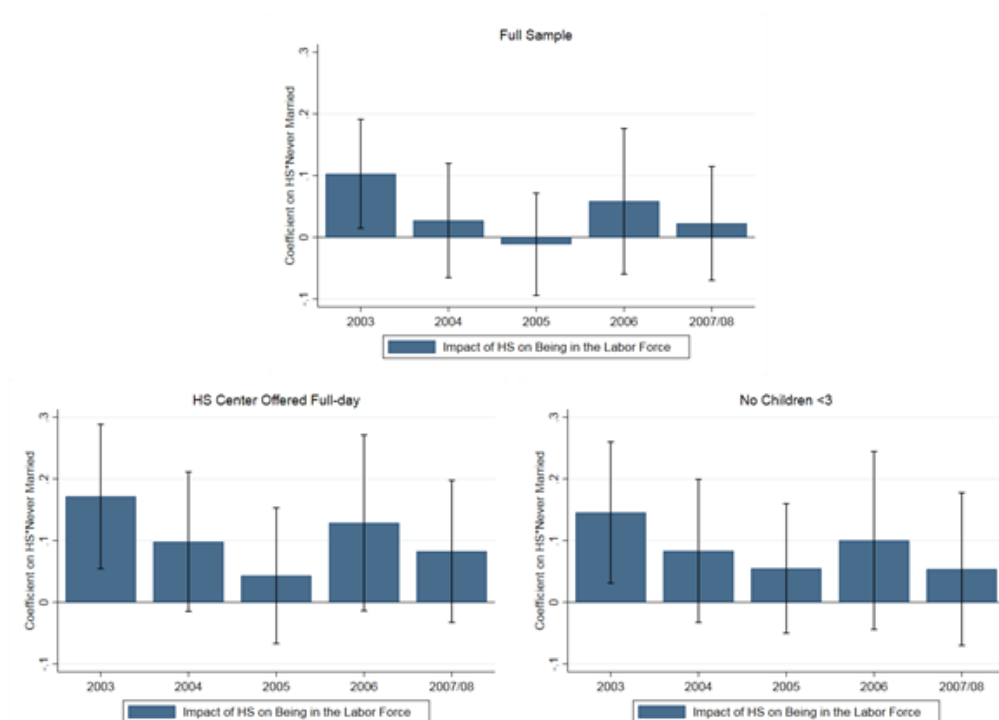 Full Sample
Coefficient on HS*Never Married
.3
.2
.1
0
-.1
2003 2004 2005 2006 2007/08
Impact of HS on Being in the Labor Force
HS Center Offered Full-day
Coefficient on HS*Never Married
.3
.2
.1
0
-.1
2003 2004 2005 2006 2007/08
Impact of HS on Being in the Labor Force
No Children <3
Coefficient on HS*Never Married
.3
.2
.1
0
-.1
2003 2004 2005 2006 2007/08
Impact of HS on Being in the Labor Force